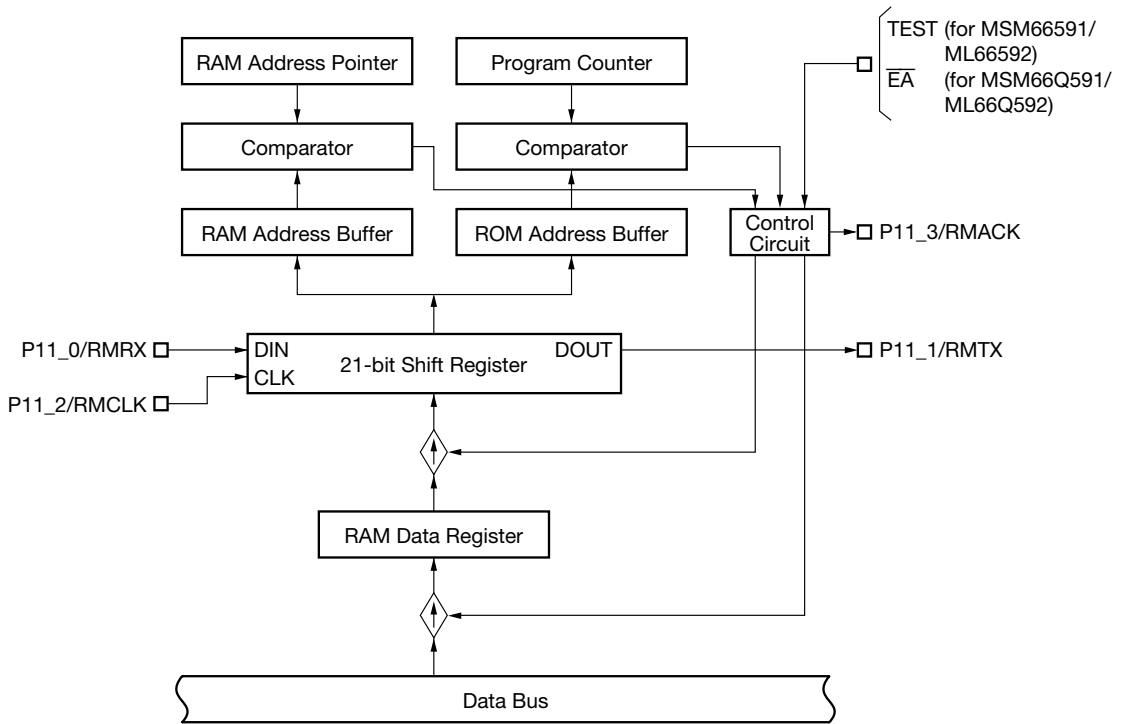 TEST (for MSM66591/
ML66592)
E̅A̅ (for MSM66Q591/
ML66Q592)
RAM Address Pointer
Program Counter
Comparator
Comparator
RAM Address Buffer
ROM Address Buffer
Control
Circuit
P11_3/RMACK
P11_0/RMRX
DIN
DOUT
P11_1/RMTX
21-bit Shift Register
CLK
P11_2/RMCLK
RAM Data Register
Data Bus